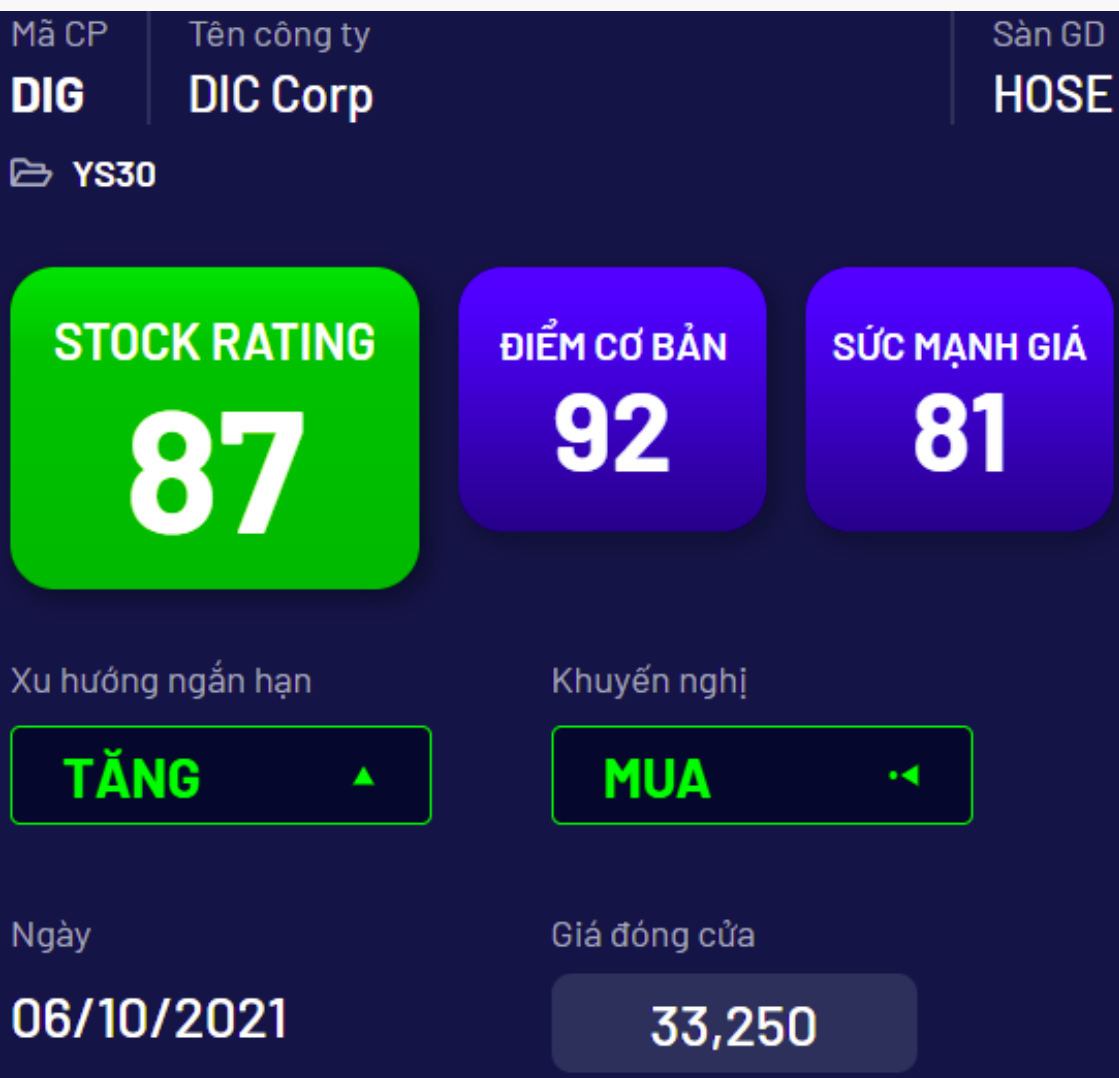 Mã CP Tên công ty Sàn GD
DIG DIC Corp HOSE
YS30
STOCK RATING
87
ĐIỂM CƠ BẢN
92
SỨC MẠNH GIÁ
81
Xu hướng ngắn hạn Khuyến nghị
TĂNG MUA
Ngày Giá đóng cửa
06/10/2021 33,250